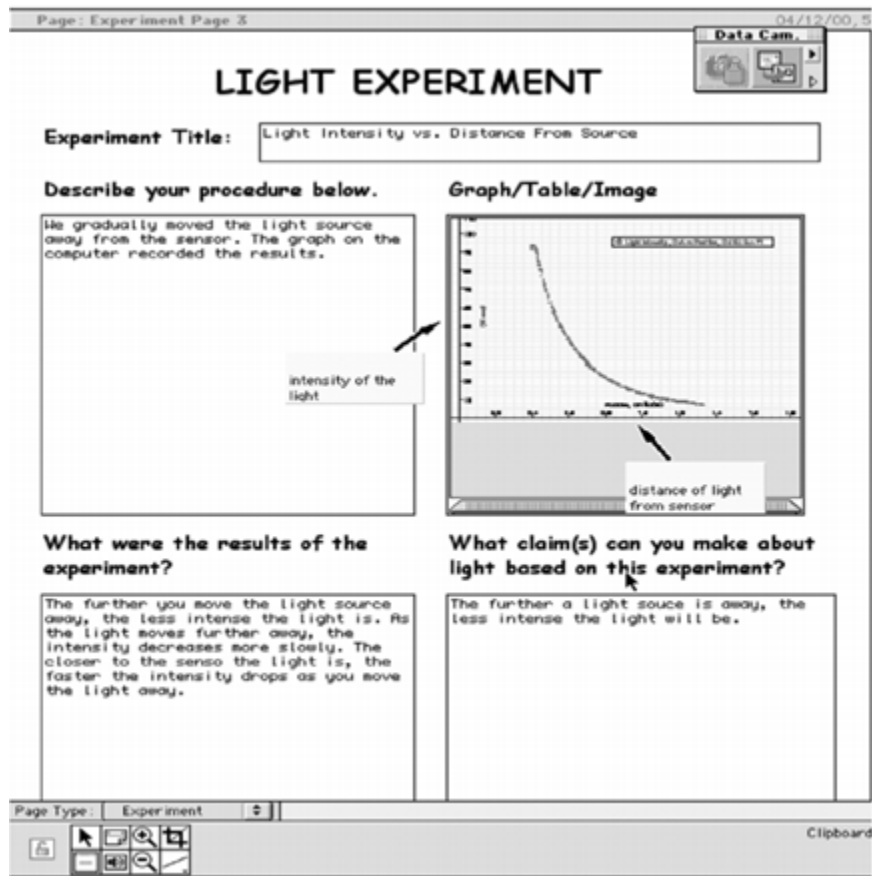 Page: Experiment Page 3
04/12/00, 5
Data Cam.
LIGHT EXPERIMENT
Experiment Title:
Light Intensity vs. Distance From Source
Describe your procedure below.
We gradually moved the light source
away from the sensor. The graph on the
computer recorded the results.
Graph/Table/Image
intensity of the
light
distance of light
from sensor
What were the results of the
experiment?
The further you move the light source
away, the less intense the light is. As
the light moves further away, the
intensity decreases more slowly. The
closer to the senso the light is, the
faster the intensity drops as you move
the light away.
What claim(s) can you make about
light based on this experiment?
The further a light souce is away, the
less intense the light will be.
Page Type:
Experiment
Clipboard